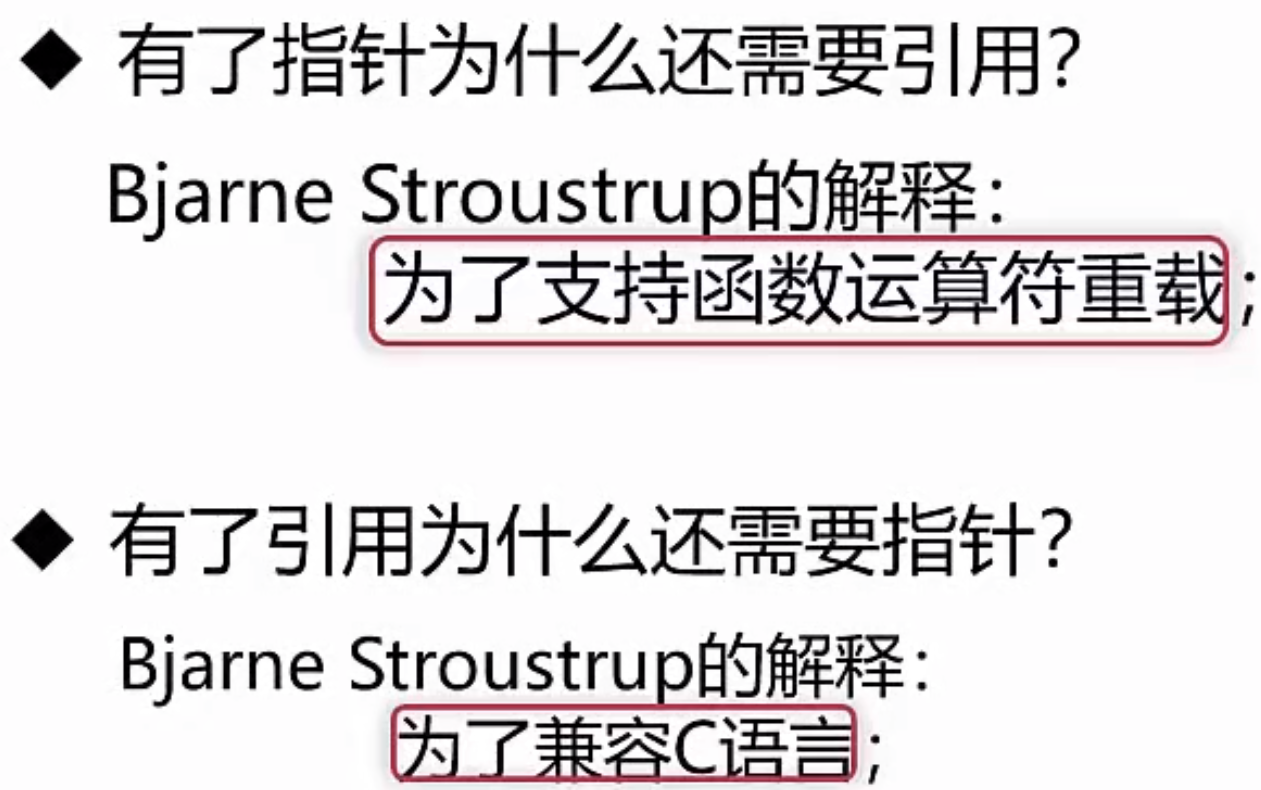 ◆ 有了指针为什么还需要引用?
Bjarne Stroustrup的解释:
为了支持函数运算符重载;
◆ 有了引用为什么还需要指针?
Bjarne Stroustrup的解释:
为了兼容C语言;